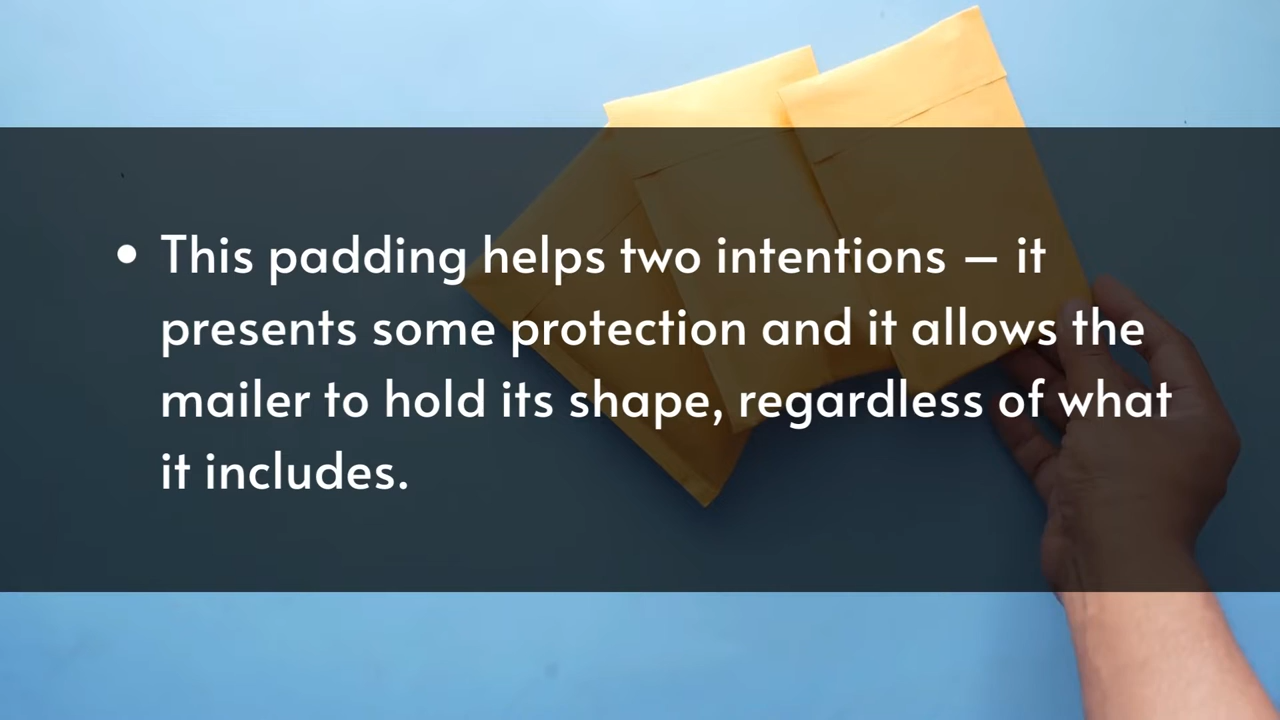 • This padding helps two intentions – it
presents some protection and it allows the
mailer to hold its shape, regardless of what
it includes.